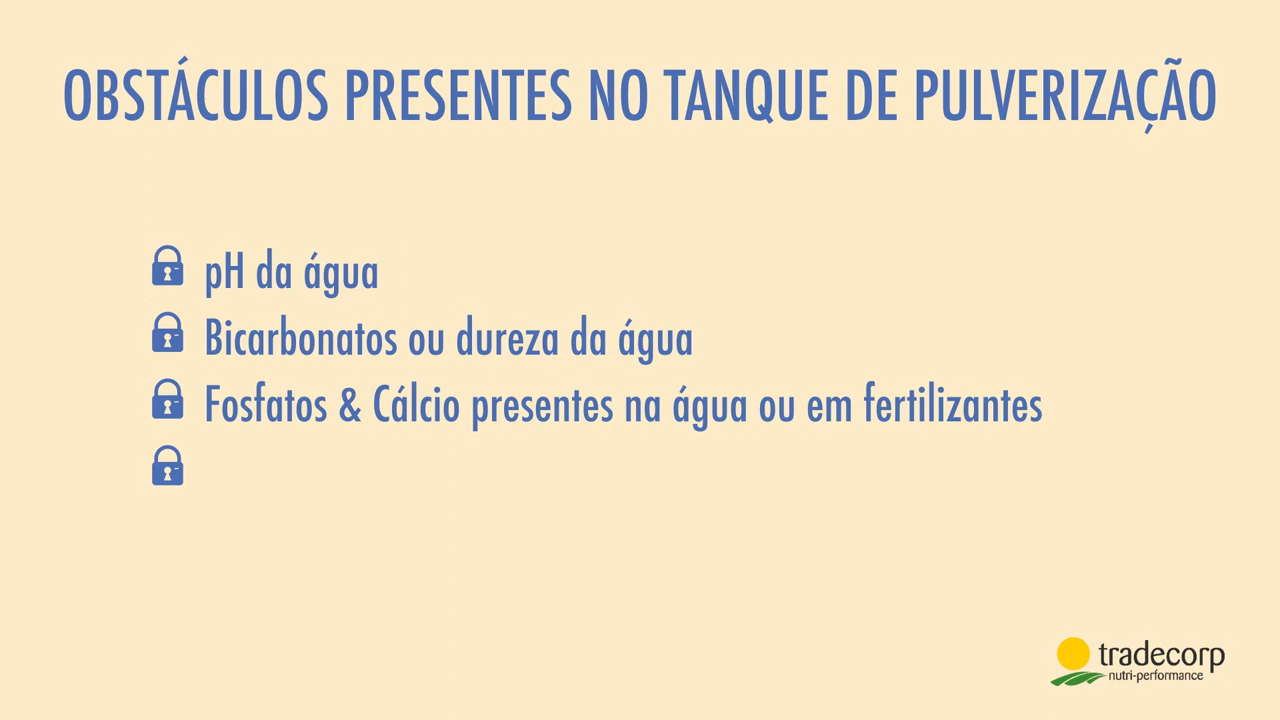 OBSTÁCULOS PRESENTES NO TANQUE DE PULVERIZAÇÃO
pH da água
Bicarbonatos ou dureza da água
Fosfatos & Cálcio presentes na água ou em fertilizantes
tradecorp
nutri-performance